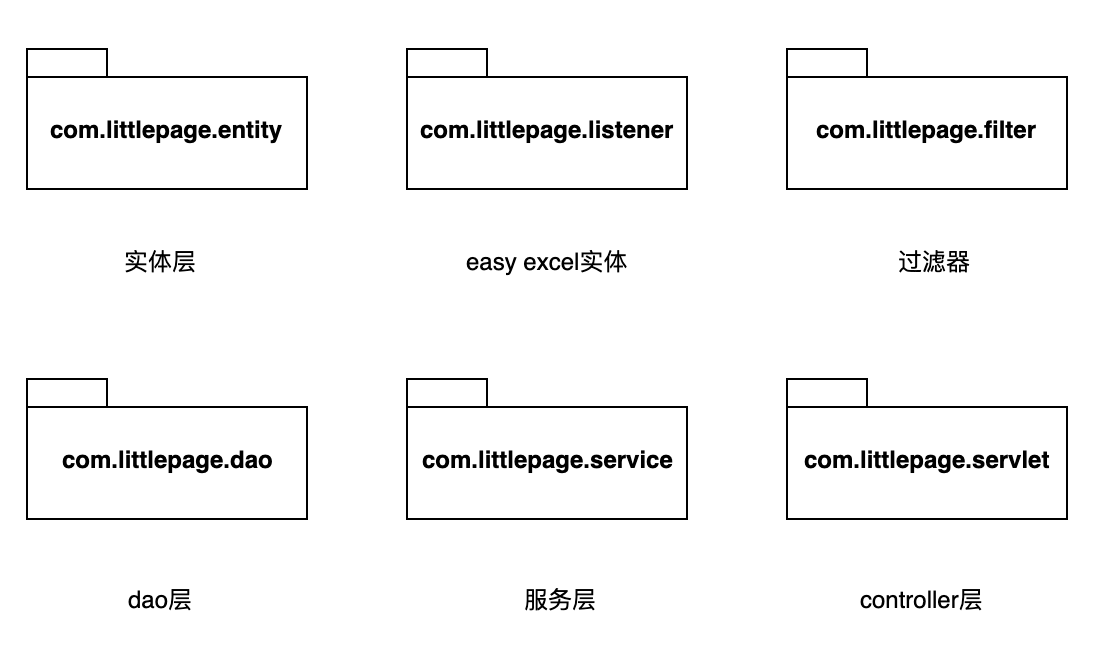 com.littlepage.entity
com.littlepage.listener
com.littlepage.filter
实体层
easy excel实体
过滤器
com.littlepage.dao
com.littlepage.service
com.littlepage.servlet
dao层
服务层
controller层